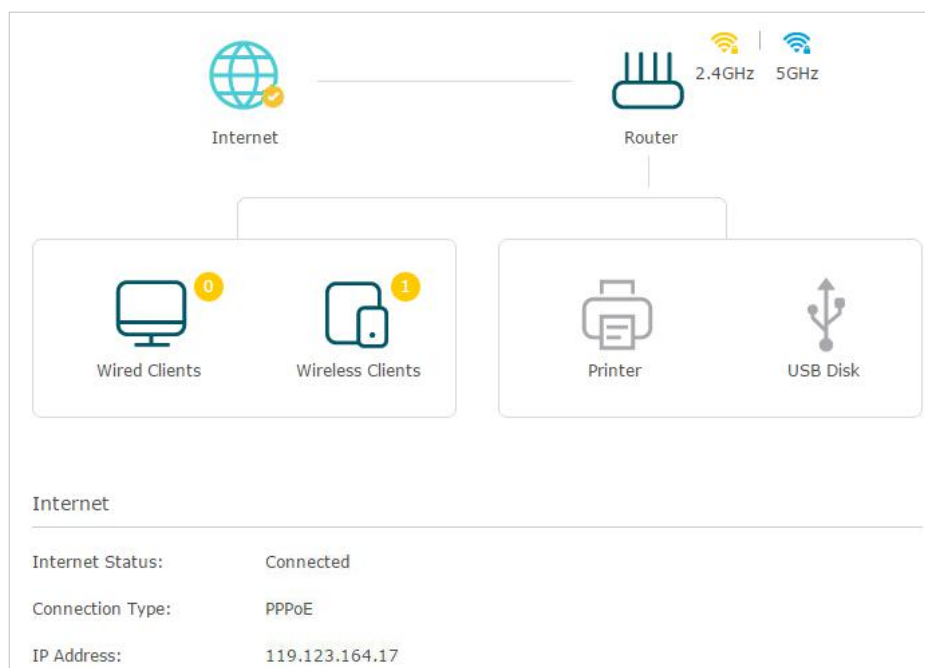 2.4GHz 5GHz
Internet Router
0 1
Wired Clients Wireless Clients Printer USB Disk
Internet
Internet Status: Connected
Connection Type: PPPoE
IP Address: 119.123.164.17